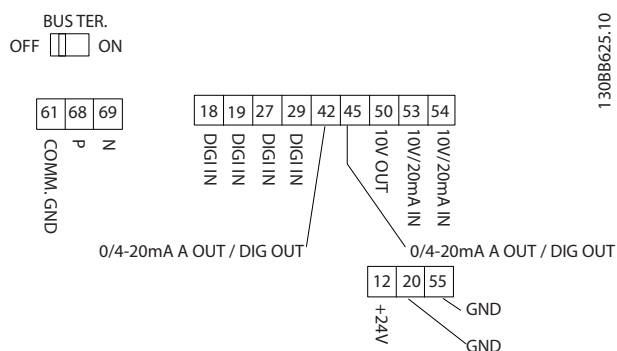 BUS TER.
OFF ON
130BB625.10
61 68 69
COMM. GND
P
N
18 19 27 29 42 45 50 53 54
DIGI IN
DIGI IN
DIGI IN
DIGI IN
10V OUT
10V/20mA IN
10V/20mA IN
0/4-20mA A OUT / DIG OUT
0/4-20mA A OUT / DIG OUT
12 20 55
+24V
GND
GND